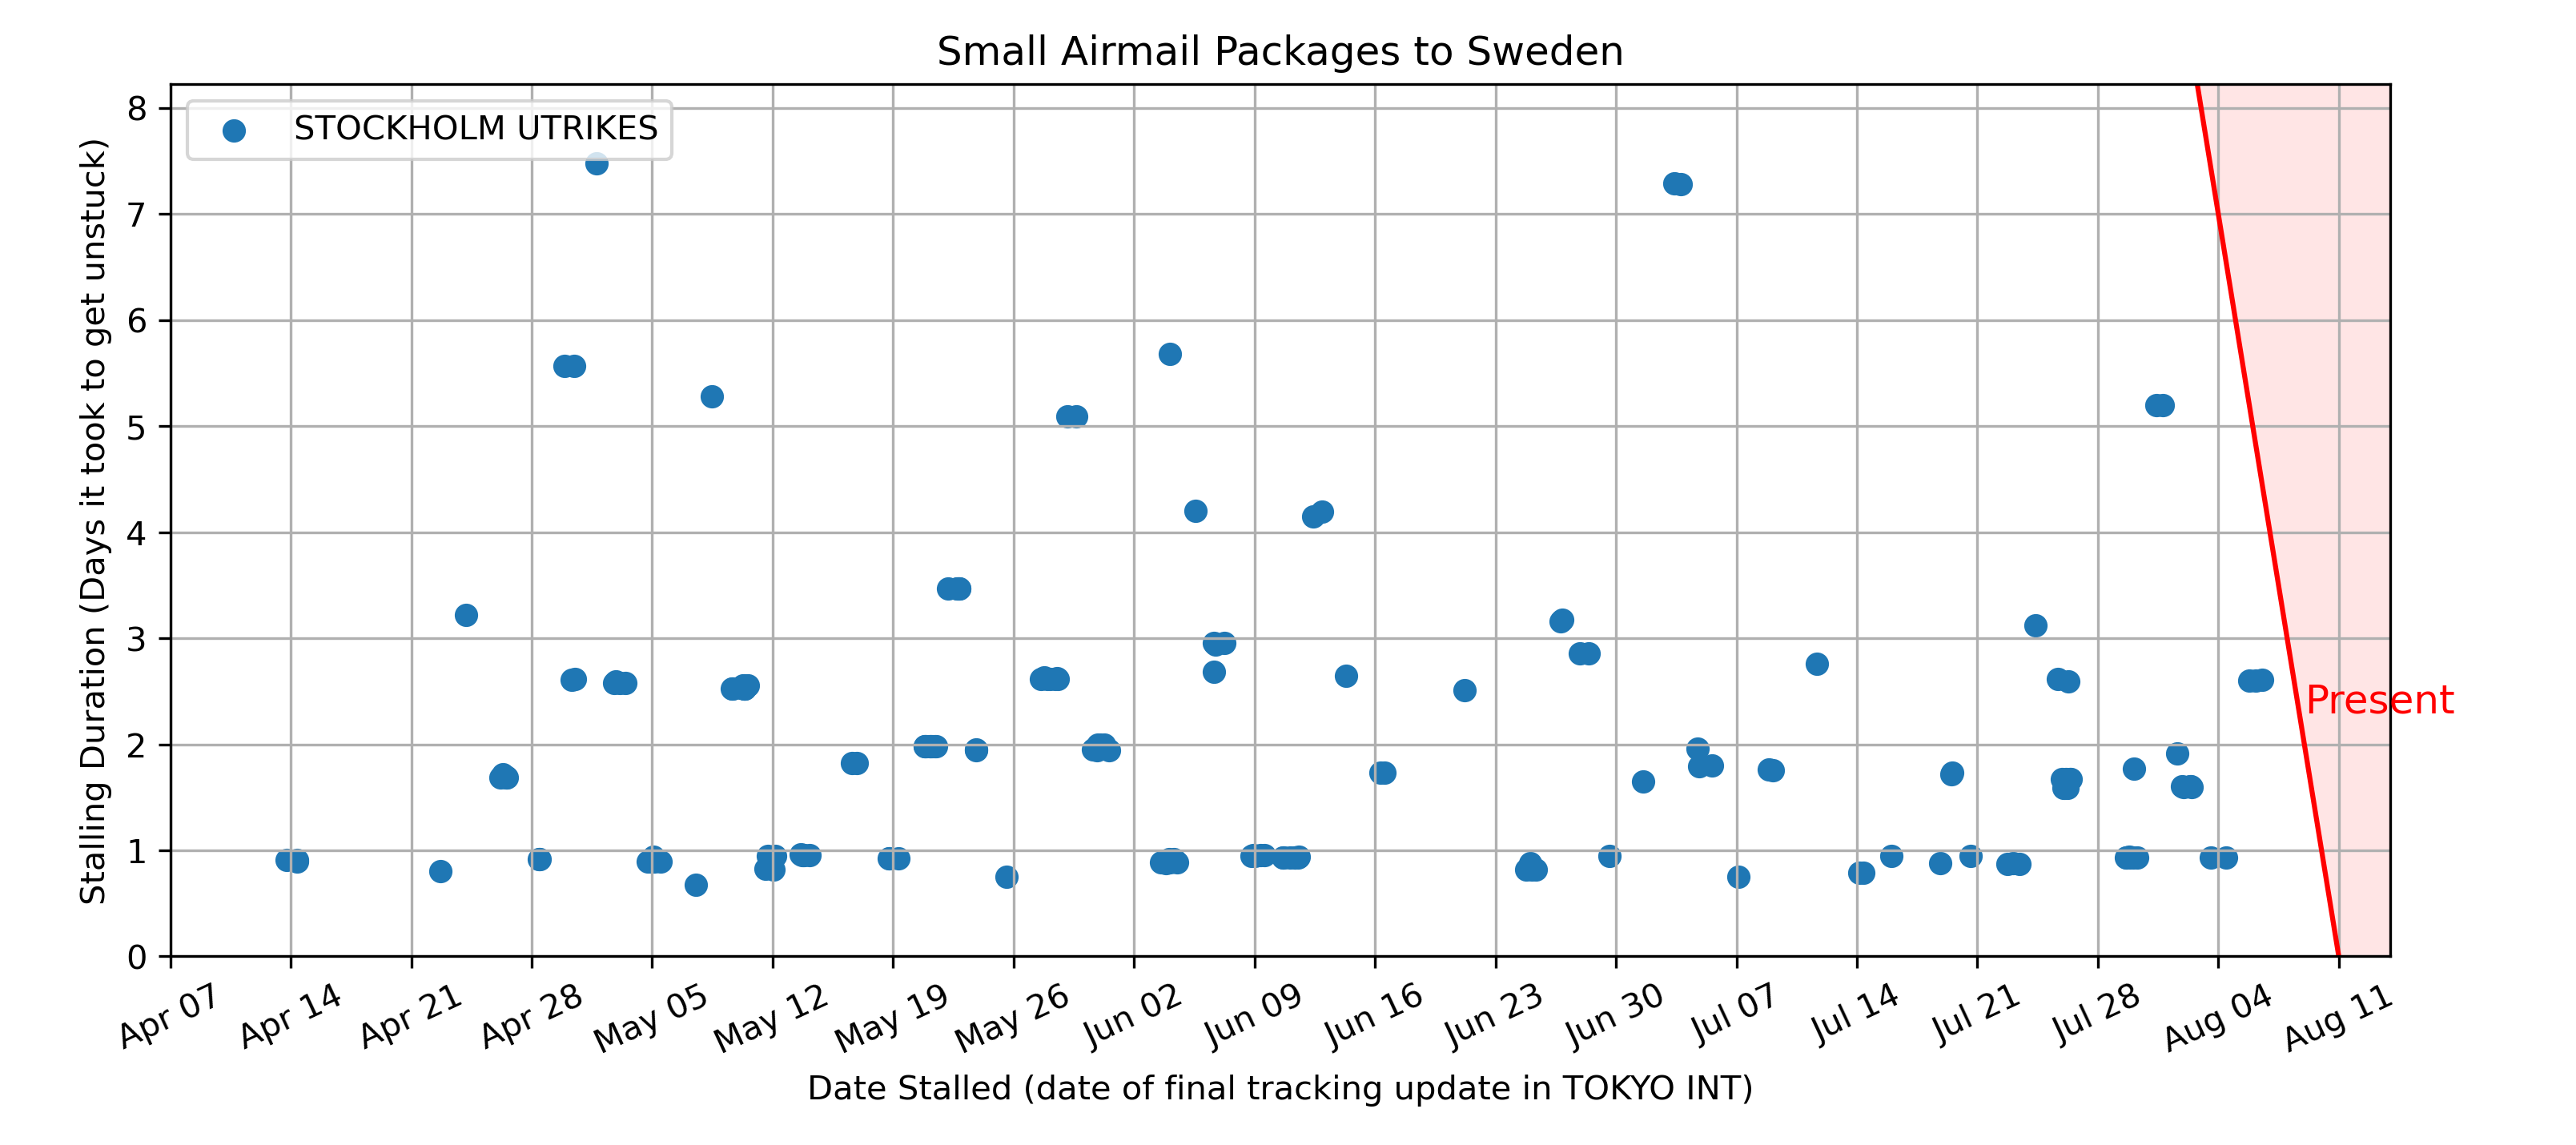 Small Airmail Packages to Sweden
STOCKHOLM UTRIKES
Stalling Duration (Days it took to get unstuck)
8
7
6
5
4
3
2
1
0
Present
Apr 07
Apr 14
Apr 21
Apr 28
May 05
May 12
May 19
May 26
Jun 02
Jun 09
Jun 16
Jun 23
Jun 30
Jul 07
Jul 14
Jul 21
Jul 28
Aug 04
Aug 11
Date Stalled (date of final tracking update in TOKYO INT)